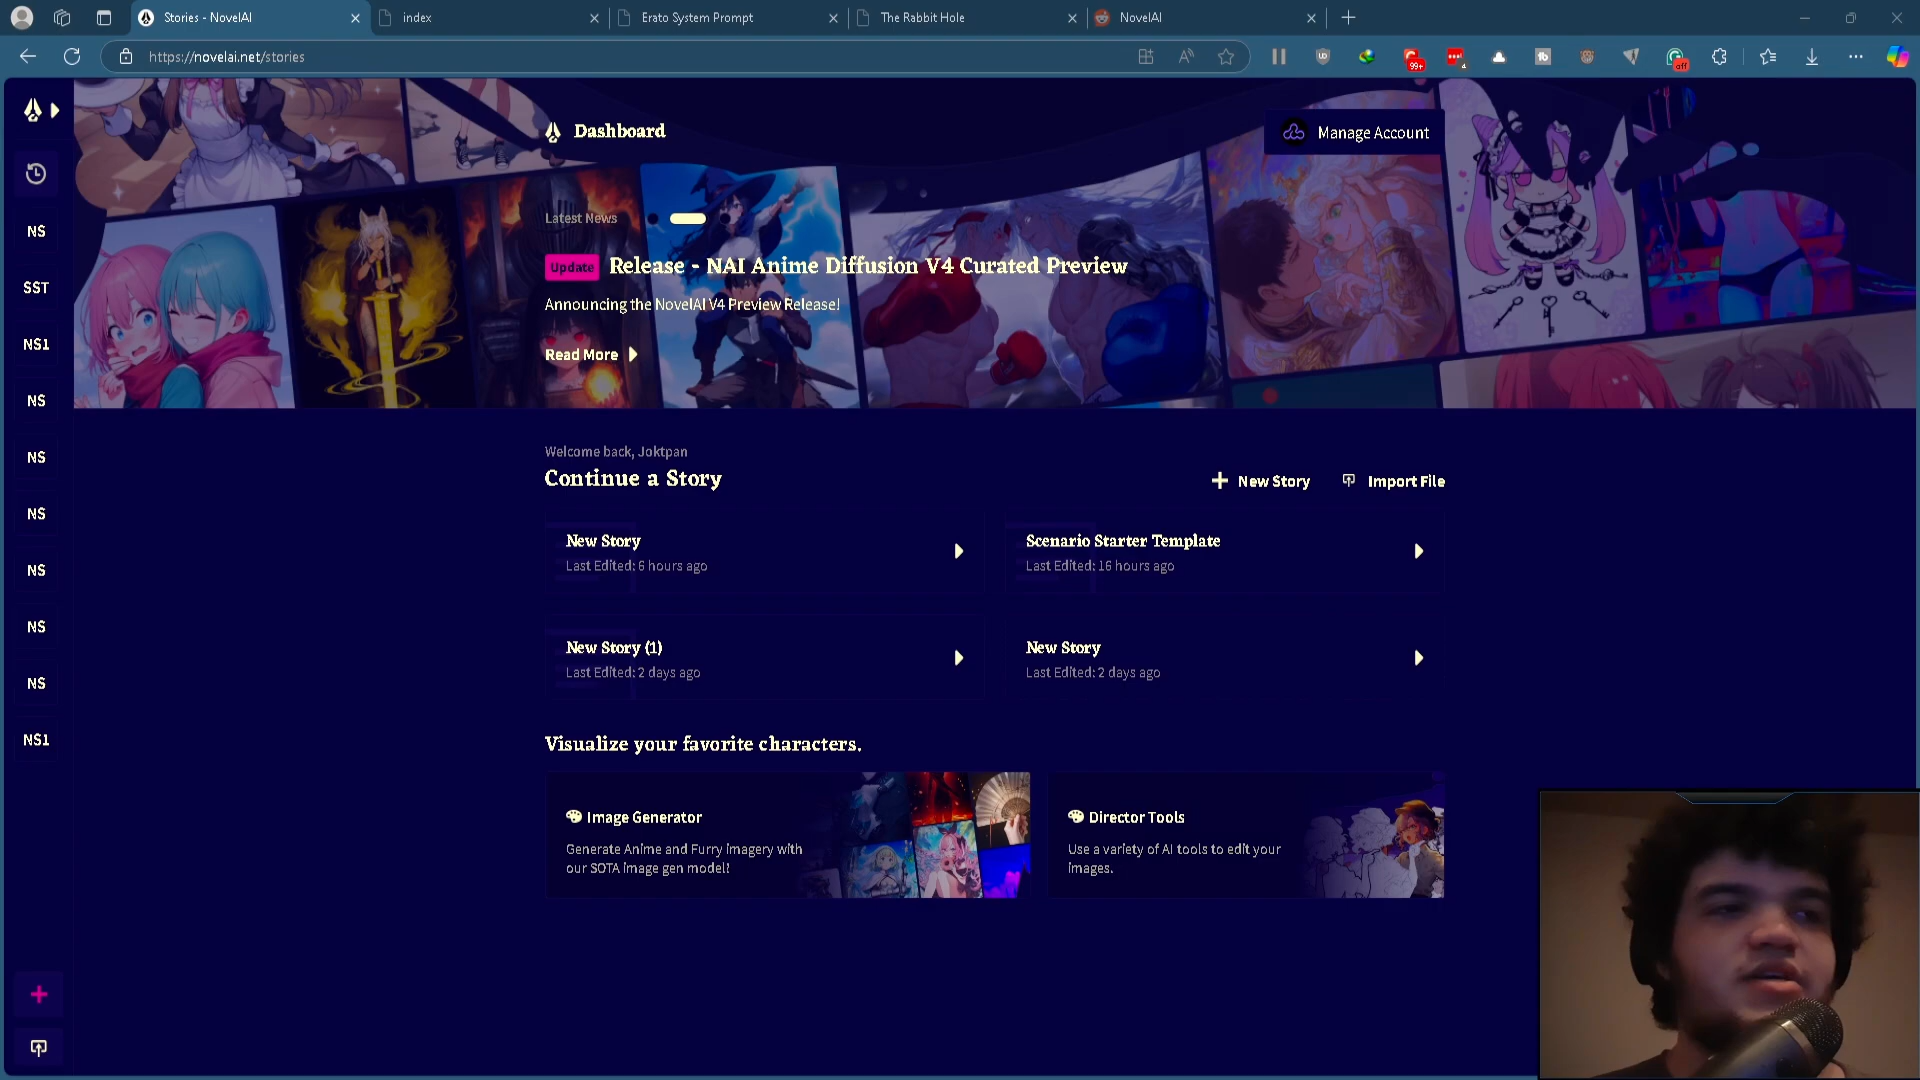 Stories - NovelAI
index
Erato System Prompt
The Rabbit Hole
NovelAI
https://novelai.net/stories
99+
4
off
Dashboard
Manage Account
Latest News
Update Release - NAI Anime Diffusion V4 Curated Preview
Announcing the NovelAI V4 Preview Release!
Read More
NS
SST
NS1
NS
NS
NS
NS
NS
NS
NS1
Welcome back, Joktpan
Continue a Story
New Story
Import File
New Story
Last Edited: 6 hours ago
Scenario Starter Template
Last Edited: 16 hours ago
New Story (1)
Last Edited: 2 days ago
New Story
Last Edited: 2 days ago
Visualize your favorite characters.
Image Generator
Generate Anime and Furry imagery with
our SOTA image gen model!
Director Tools
Use a variety of AI tools to edit your
images.